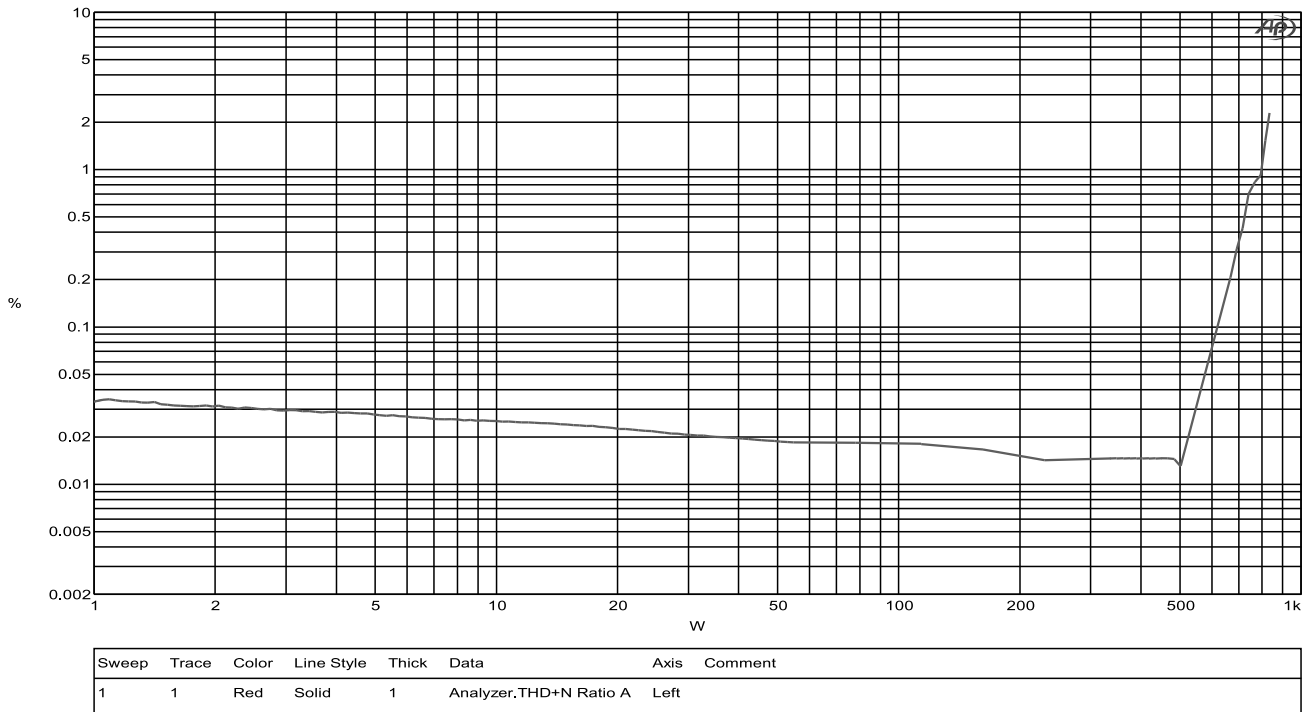 10
Ap
5
2
1
0.5
0.2
%
0.1
0.05
0.02
0.01
0.005
0.002
1 2 5 10 20 50 100 200 500 1k
W
Sweep Trace Color Line Style Thick Data Axis Comment
1 1 Red Solid 1 Analyzer.THD+N Ratio A Left